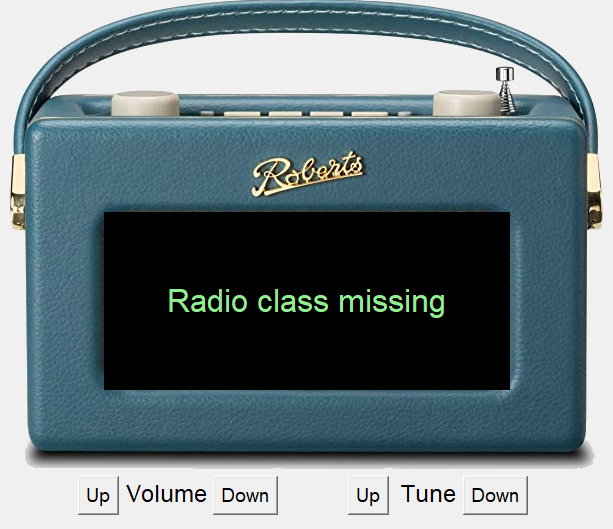 Roberts
Radio class missing
Up Volume Down Up Tune Down